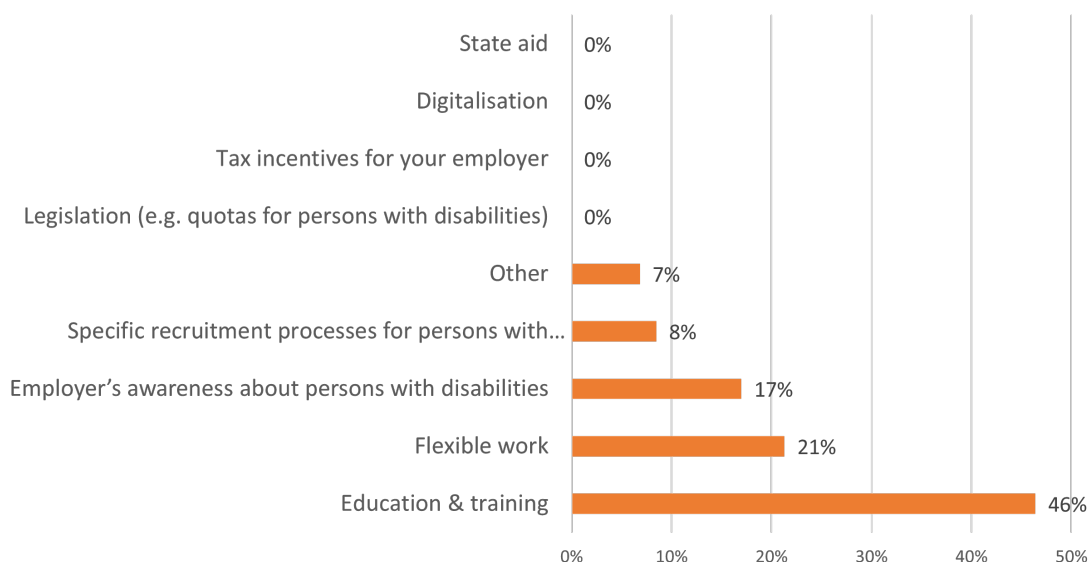 State aid 0%
Digitalisation 0%
Tax incentives for your employer 0%
Legislation (e.g. quotas for persons with disabilities) 0%
Other 7%
Specific recruitment processes for persons with... 8%
Employer’s awareness about persons with disabilities 17%
Flexible work 21%
Education & training 46%
0% 10% 20% 30% 40% 50%